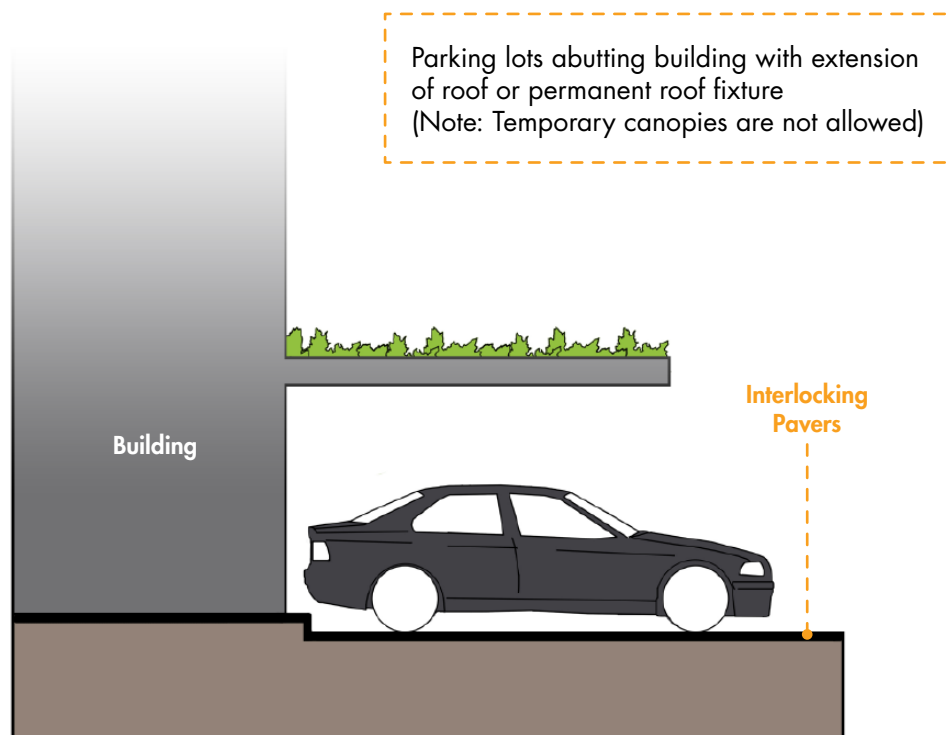 Parking lots abutting building with extension
of roof or permanent roof fixture
(Note: Temporary canopies are not allowed)
Interlocking
Pavers
Building